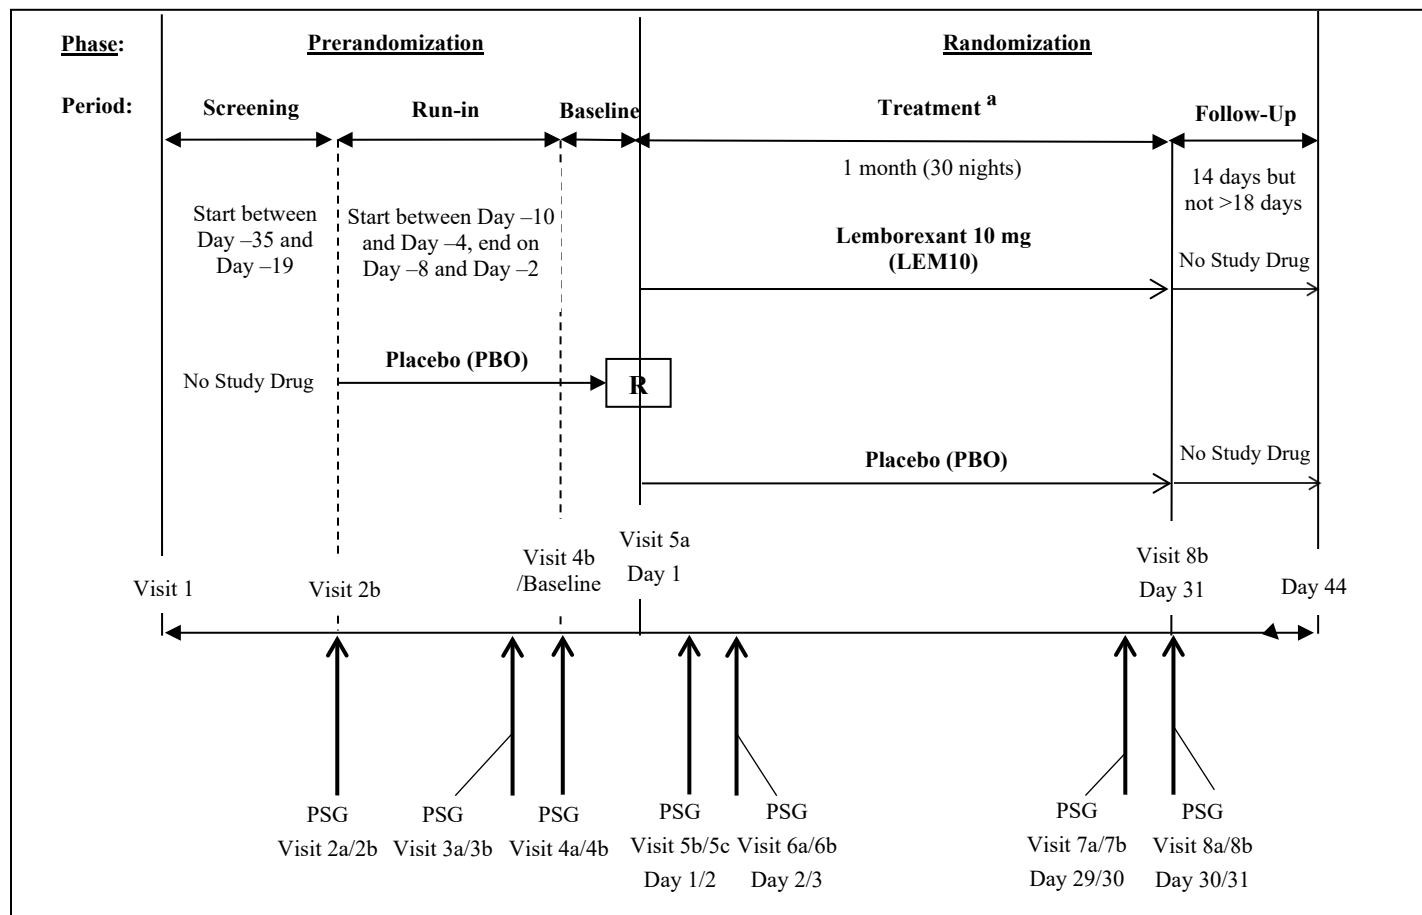 Phase: Prerandomization Randomization
Period: Screening Run-in Baseline Treatment a Follow-Up
1 month (30 nights)
14 days but
not >18 days
Start between
Day –35 and
Day –19
Start between Day –10
and Day –4, end on
Day –8 and Day –2
Lemborexant 10 mg
(LEM10)
No Study Drug
Placebo (PBO)
No Study Drug
R
Placebo (PBO)
No Study Drug
Visit 1
Visit 2b
Visit 4b
/Baseline
Visit 5a
Day 1
Visit 8b
Day 31
Day 44
PSG
Visit 2a/2b
PSG
Visit 3a/3b
PSG
Visit 4a/4b
PSG
Visit 5b/5c
Day 1/2
PSG
Visit 6a/6b
Day 2/3
PSG
Visit 7a/7b
Day 29/30
PSG
Visit 8a/8b
Day 30/31